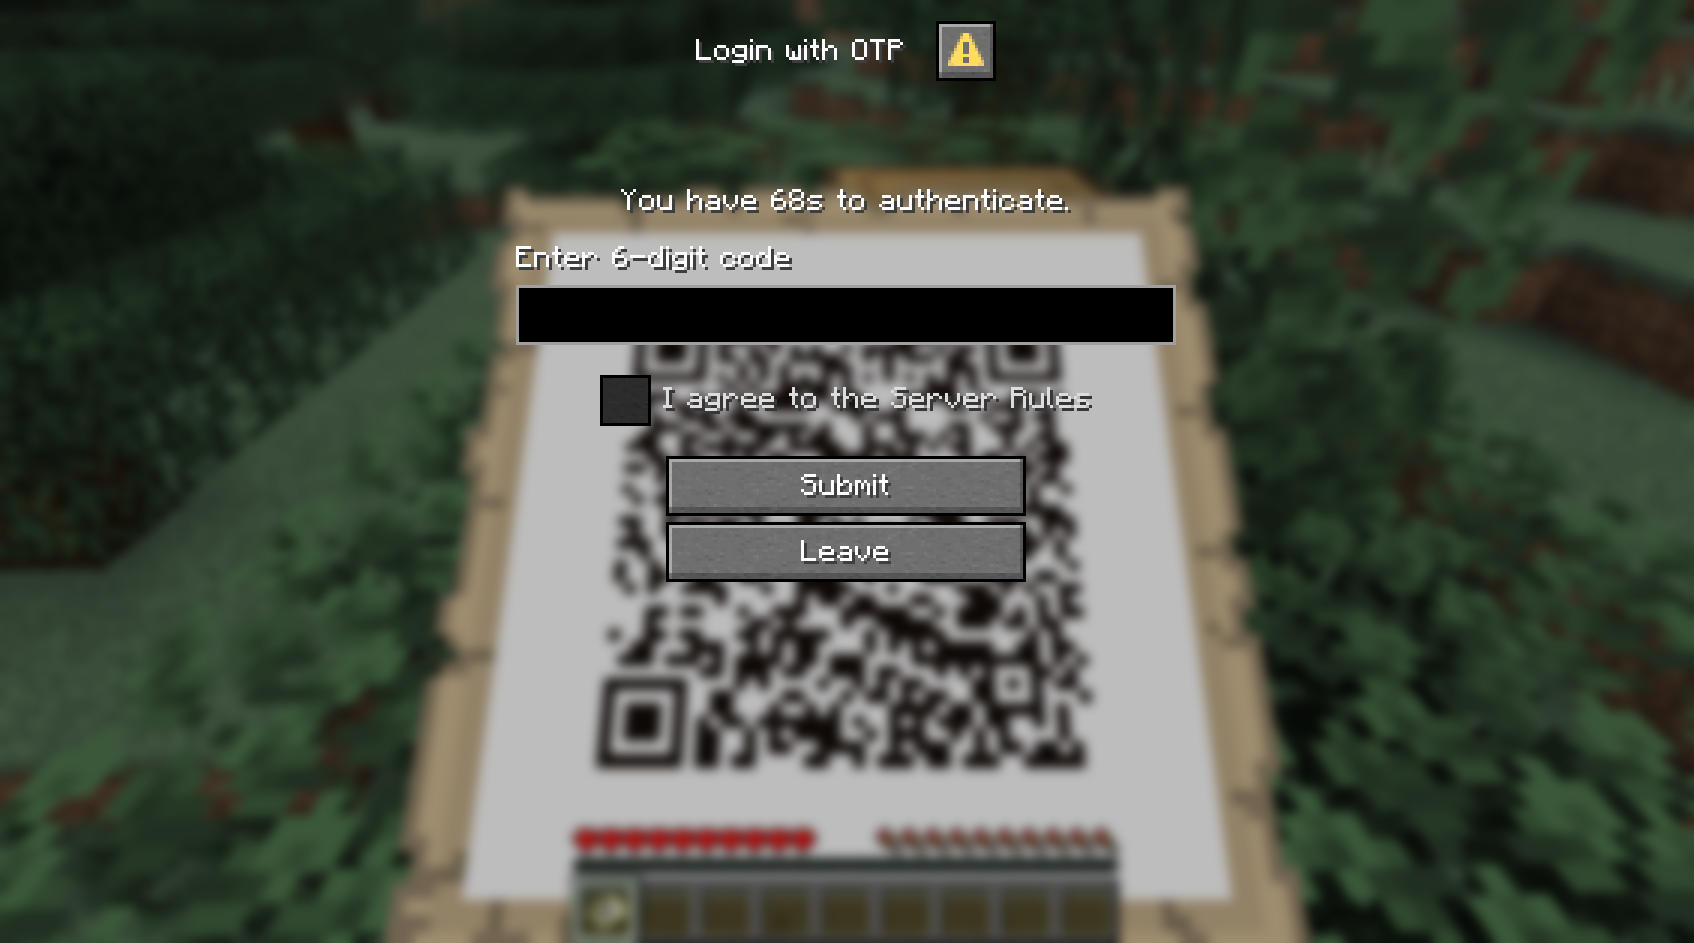 Login with OTP
You have 68s to authenticate.
Enter 6-digit code
I agree to the Server Rules
Submit
Leave